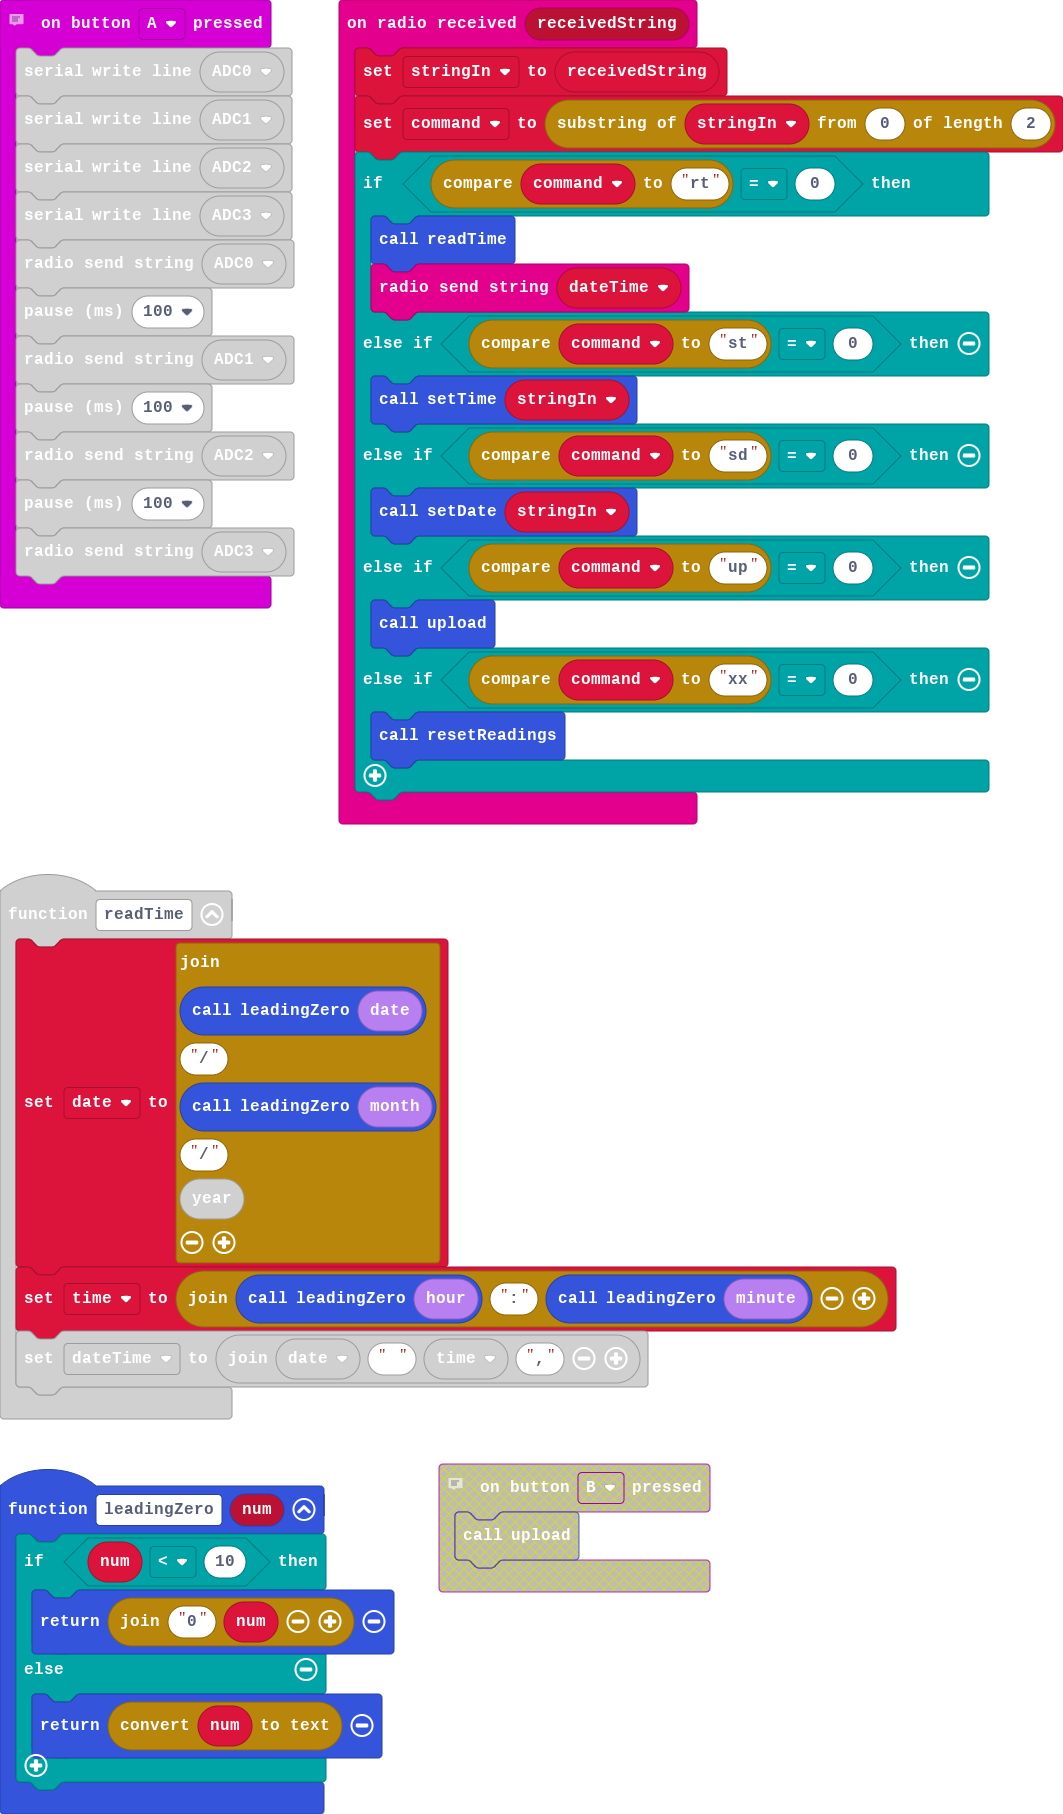 on button A pressed
serial write line ADC0
serial write line ADC1
serial write line ADC2
serial write line ADC3
radio send string ADC0
pause (ms) 100
radio send string ADC1
pause (ms) 100
radio send string ADC2
pause (ms) 100
radio send string ADC3
on radio received receivedString
set stringIn to receivedString
set command to substring of stringIn from 0 of length 2
if compare command to "rt" = 0 then
call readTime
radio send string dateTime
else if compare command to "st" = 0 then
call setTime stringIn
else if compare command to "sd" = 0 then
call setDate stringIn
else if compare command to "up" = 0 then
call upload
else if compare command to "xx" = 0 then
call resetReadings
function readTime
join
call leadingZero date
"/"
set date to call leadingZero month
"/"
year
set time to join call leadingZero hour ":" call leadingZero minute
set dateTime to join date " " time ","
function leadingZero num
if num < 10 then
return join "0" num
else
return convert num to text
on button B pressed
call upload